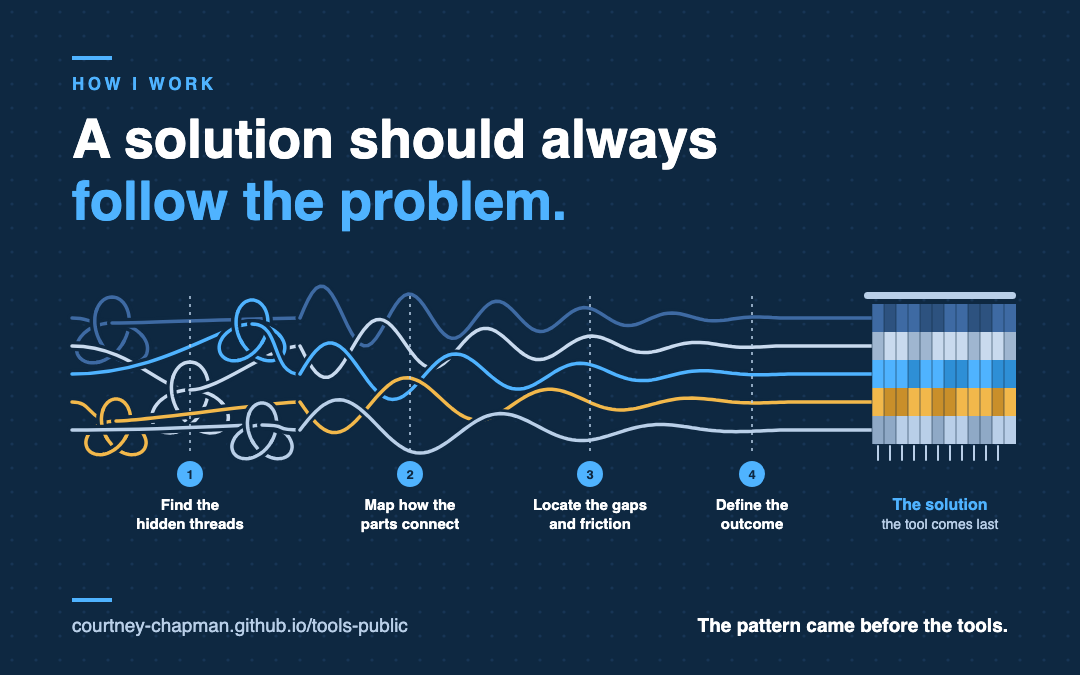 HOW I WORK
A solution should always
follow the problem.
1
2
3
4
Find the
hidden threads
Map how the
parts connect
Locate the gaps
and friction
Define the
outcome
The solution
the tool comes last
courtney-chapman.github.io/tools-public
The pattern came before the tools.